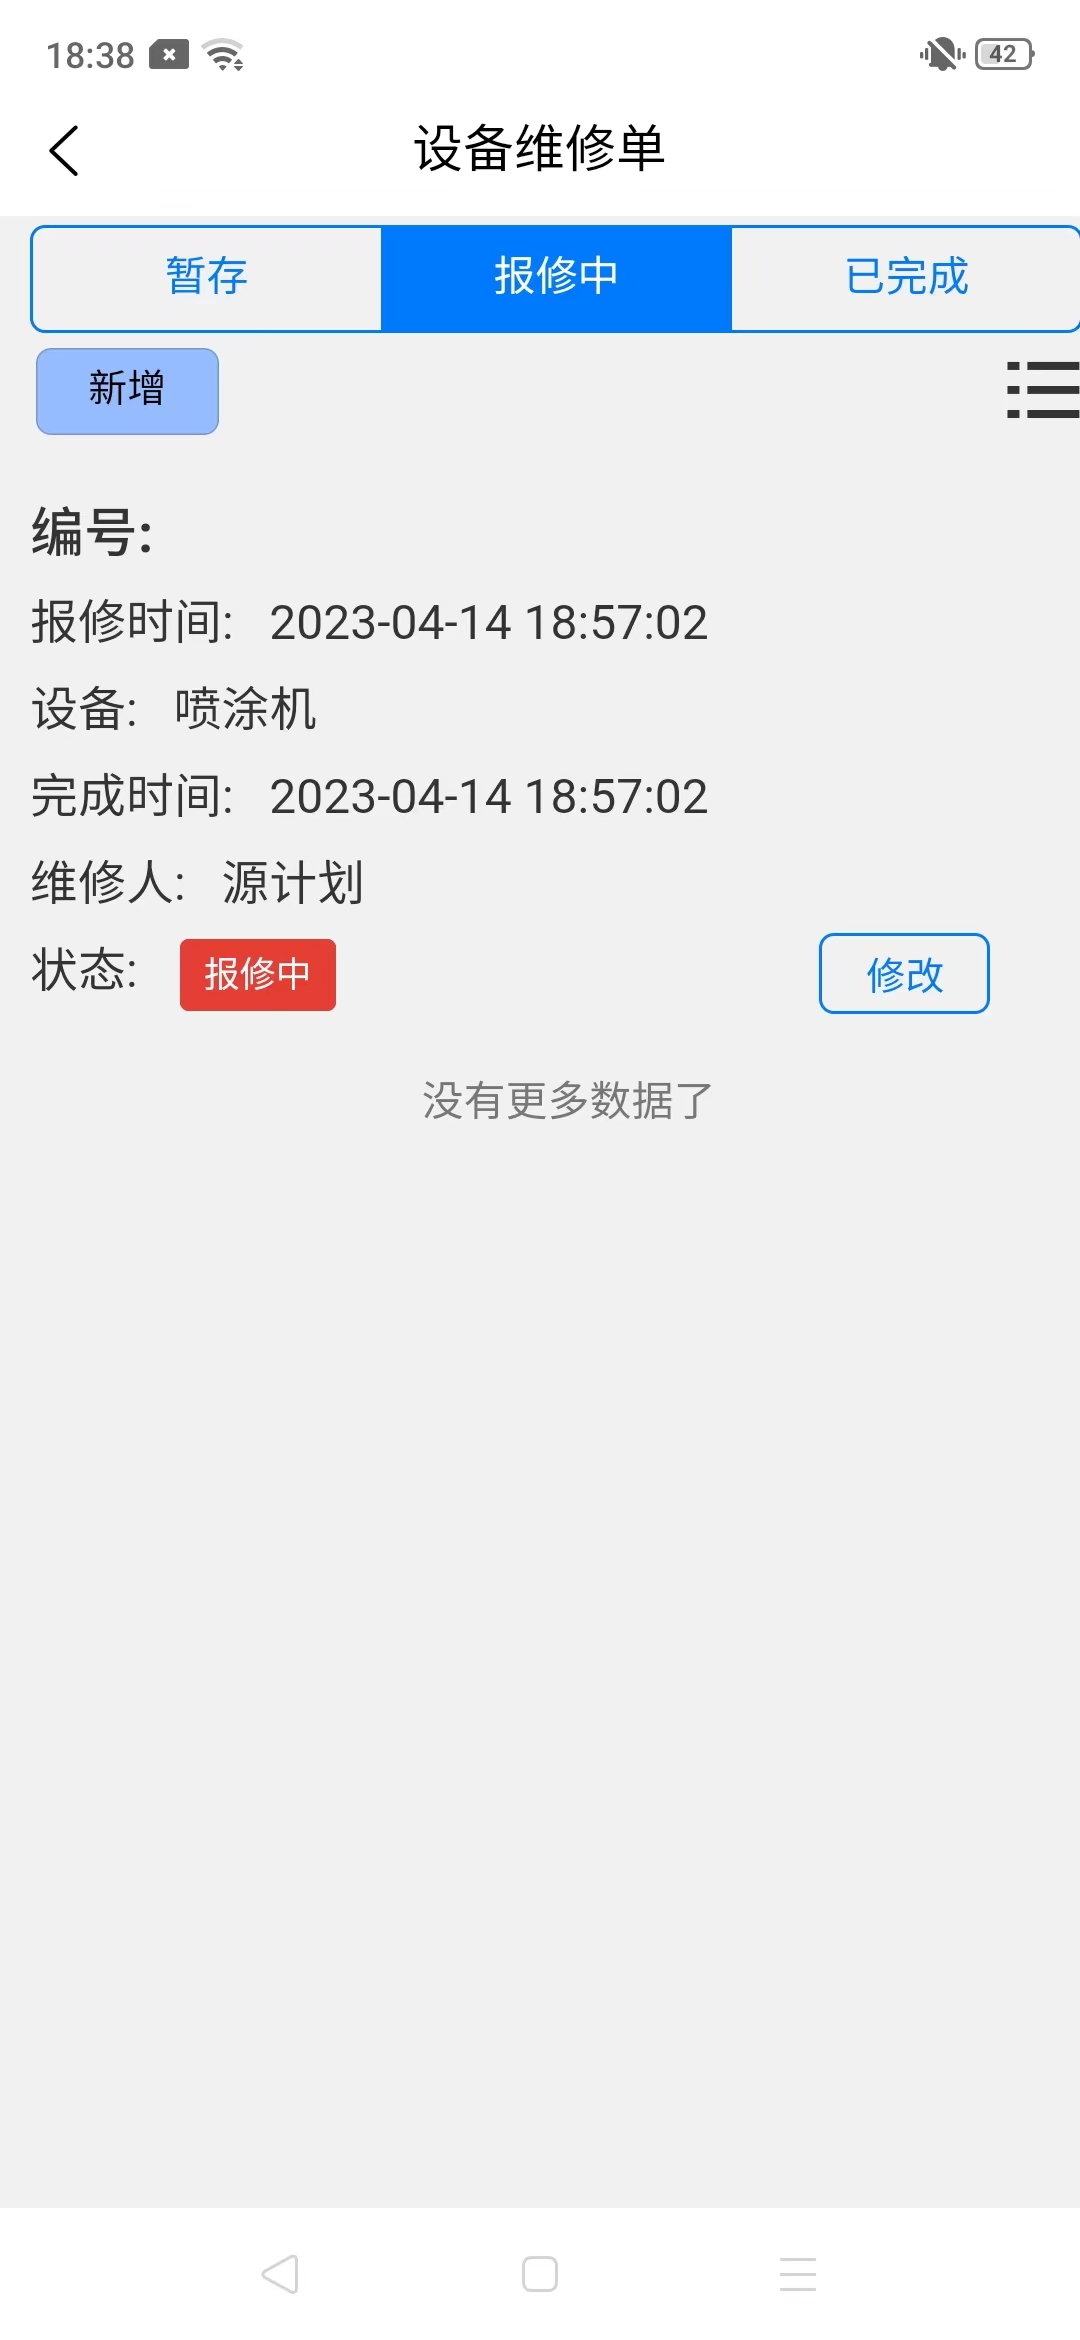 18:38
42
设备维修单
暂存 报修中 已完成
新增
编号:
报修时间: 2023-04-14 18:57:02
设备: 喷涂机
完成时间: 2023-04-14 18:57:02
维修人: 源计划
状态: 报修中 修改
没有更多数据了